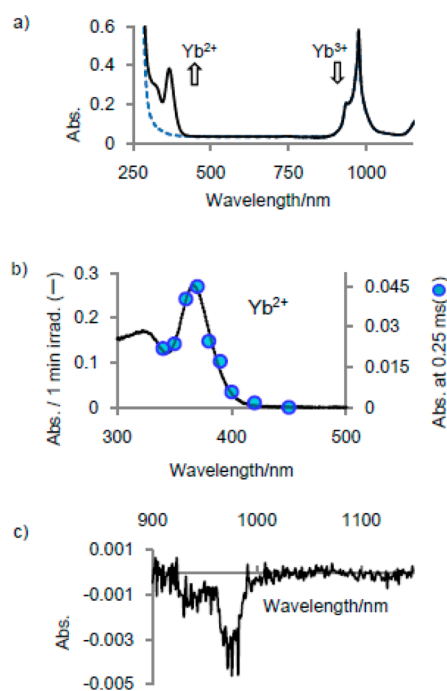 a)
0.6
0.4
0.2
0
Abs.
Yb²⁺
Yb³⁺
250 500 750 1000
Wavelength/nm
b)
0.3
0.2
0.1
0
Abs. / 1 min irrad. (—)
Yb²⁺
0.045
0.03
0.015
0
Abs. at 0.25 ms( )
300 400 500
Wavelength/nm
c)
900 1000 1100
0.001
-0.001
-0.003
-0.005
Abs.
Wavelength/nm